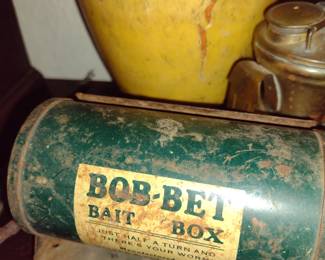 BOB-BET
BAIT BOX
JUST HALF A TURN AND
THERE'S YOUR WORM